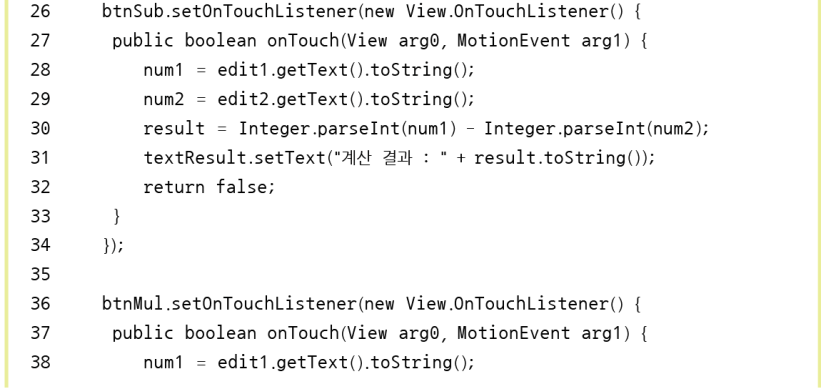 26 btnSub.setOnTouchListener(new View.OnTouchListener() {
27 public boolean onTouch(View arg0, MotionEvent arg1) {
28 num1 = edit1.getText().toString();
29 num2 = edit2.getText().toString();
30 result = Integer.parseInt(num1) - Integer.parseInt(num2);
31 textResult.setText("계산 결과 : " + result.toString());
32 return false;
33 }
34 });
35
36 btnMul.setOnTouchListener(new View.OnTouchListener() {
37 public boolean onTouch(View arg0, MotionEvent arg1) {
38 num1 = edit1.getText().toString();